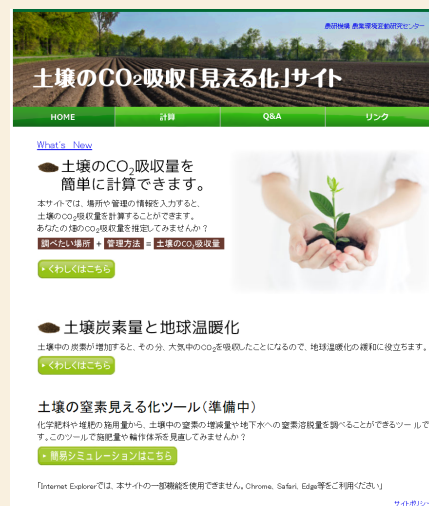 農研機構 農業環境変動研究センター
土壌のCO2吸収「見える化」サイト
HOME 計算 Q&A リンク
What's New
土壌のCO2吸収量を
簡単に計算できます。
本サイトでは、場所や管理の情報を入力すると、
土壌のCO2吸収量を計算することができます。
あなたの畑のCO2吸収量を推定してみませんか?
調べたい場所 + 管理方法 = 土壌のCO2吸収量
くわしくはこちら
土壌炭素量と地球温暖化
土壌中の炭素が増加すると、その分、大気中のCO2を吸収したことになるので、地球温暖化の緩和に役立ちます。
くわしくはこちら
土壌の窒素見える化ツール(準備中)
化学肥料や堆肥の施用量から、土壌中の窒素の増減量や地下水への窒素溶脱量を調べることができるツールで
す。このツールで施肥量や輪作体系を見直してみませんか?
簡易シミュレーションはこちら
「Internet Explorerでは、本サイトの一部機能を使用できません。Chrome、Safari、Edge等をご利用ください」
サイトポリシー